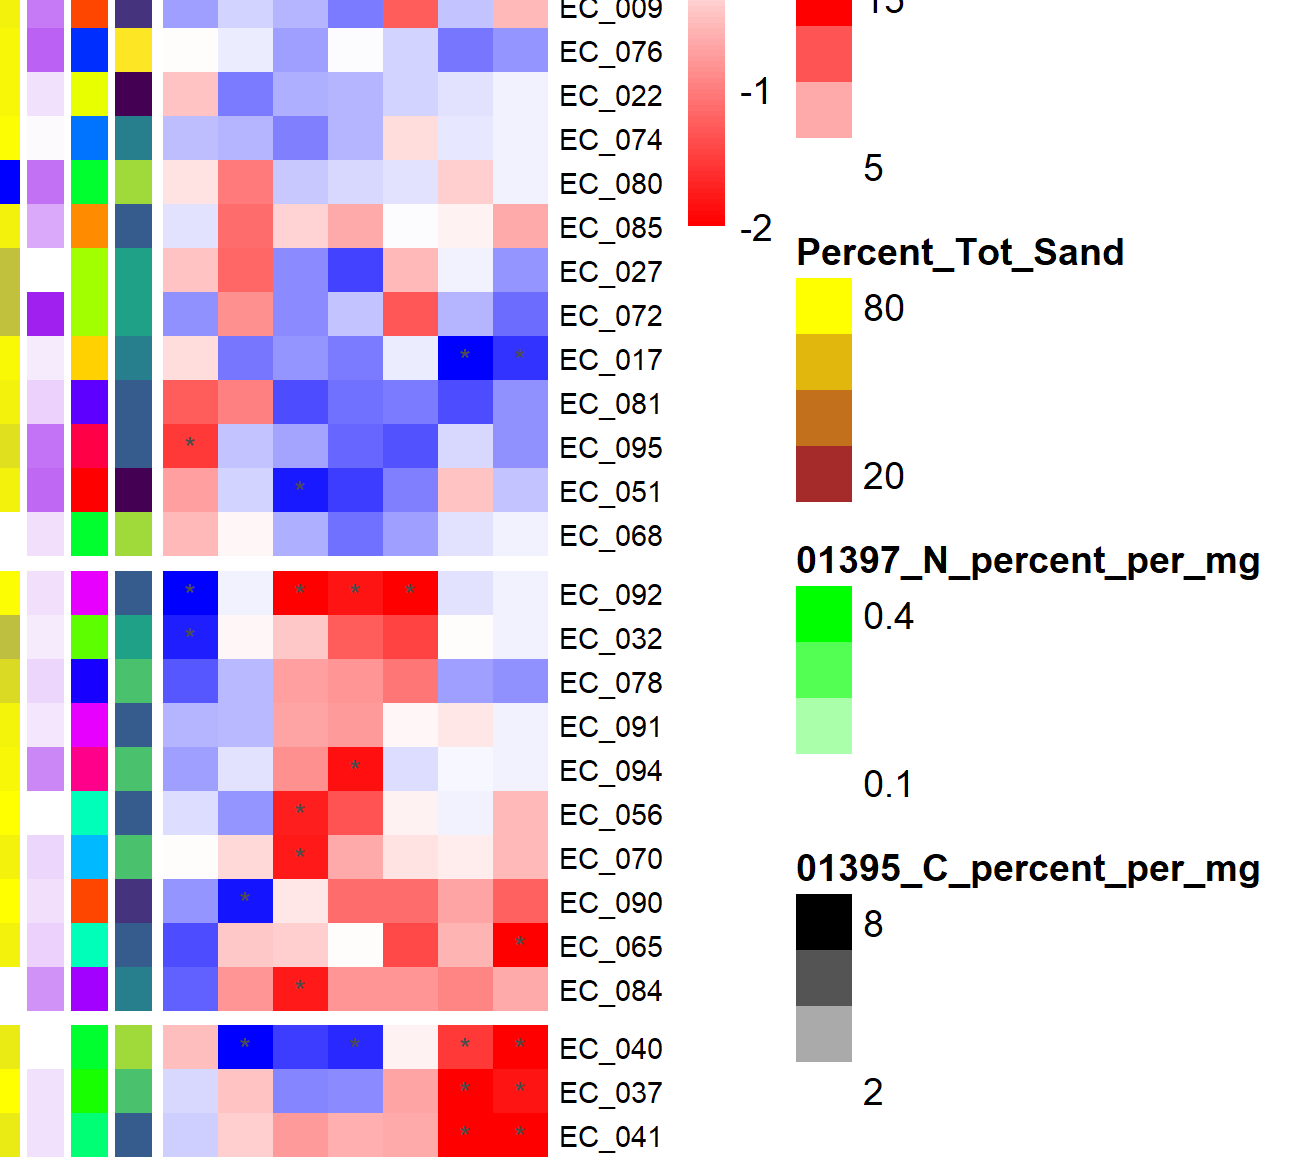 EC_009
EC_076
EC_022
EC_074
EC_080
EC_085
EC_027
EC_072
EC_017
* *
EC_081
EC_095
*
EC_051
*
EC_068
EC_092
* * * *
EC_032
*
EC_078
EC_091
EC_094
*
EC_056
*
EC_070
*
EC_090
*
EC_065
*
EC_084
*
EC_040
* * * *
EC_037
* *
EC_041
* *
-1
-2
15
5
Percent_Tot_Sand
80
20
01397_N_percent_per_mg
0.4
0.1
01395_C_percent_per_mg
8
2